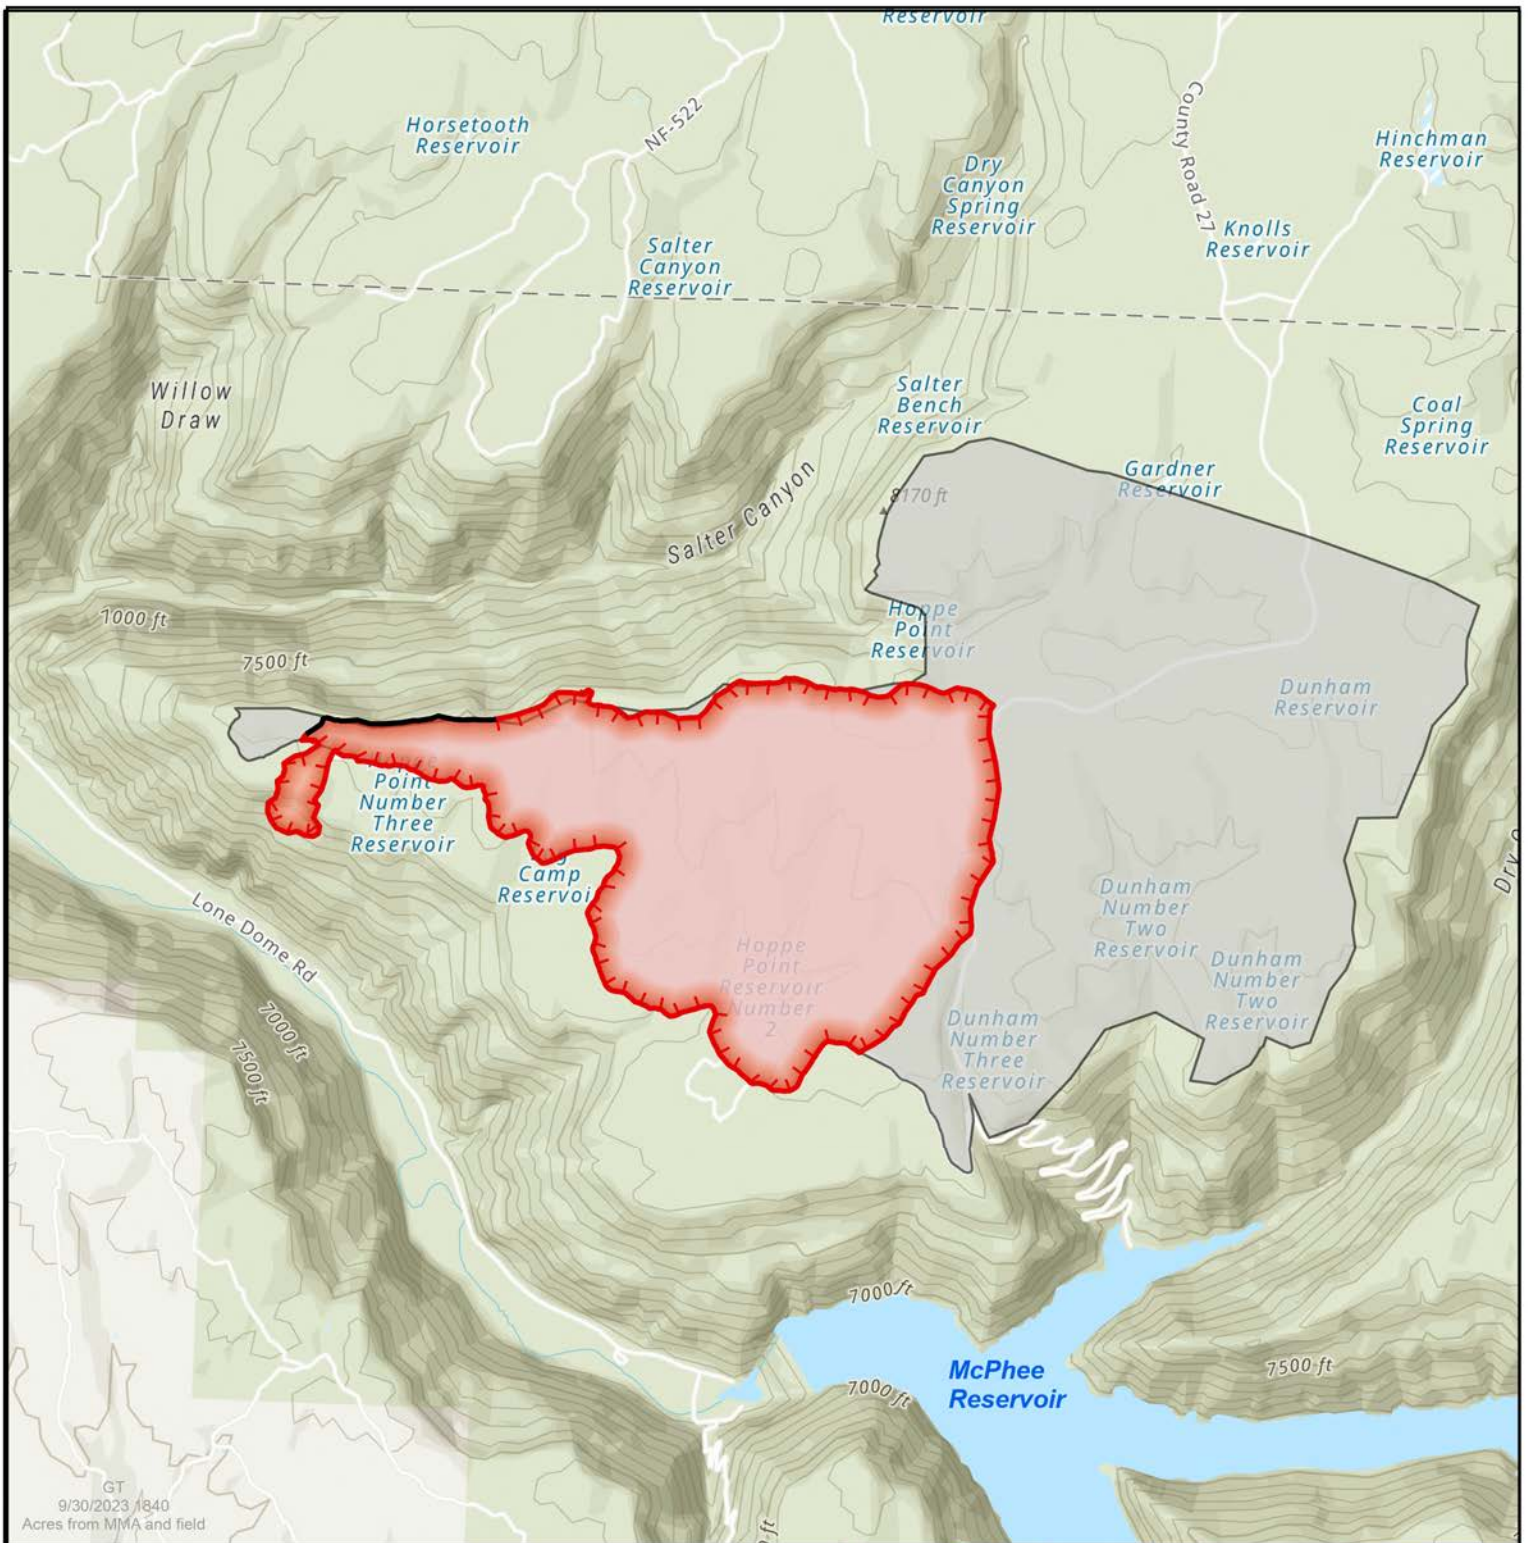 Reservoir
Horsetooth
Reservoir
NF-522
County Road 27
Hinchman
Reservoir
Dry
Canyon
Spring
Reservoir
Knolls
Reservoir
Salter
Canyon
Reservoir
Willow
Draw
Salter
Bench
Reservoir
Coal
Spring
Reservoir
Gardner
Reservoir
8170 ft
Salter Canyon
7000 ft
7500 ft
Hoppe
Point
Reservoir
Dunham
Reservoir
Point
Number
Three
Reservoir
Camp
Reservoi
Dry
Lone Dome Rd
Dunham
Number
Two
Reservoir
Hoppe
Point
Reservoir
Number
2
Dunham
Number
Two
Reservoir
7000 ft
7500 ft
Dunham
Number
Three
Reservoir
7000 ft
McPhee
Reservoir
7500 ft
7000 ft
GT
9/30/2023 1840
Acres from MMA and field
ft